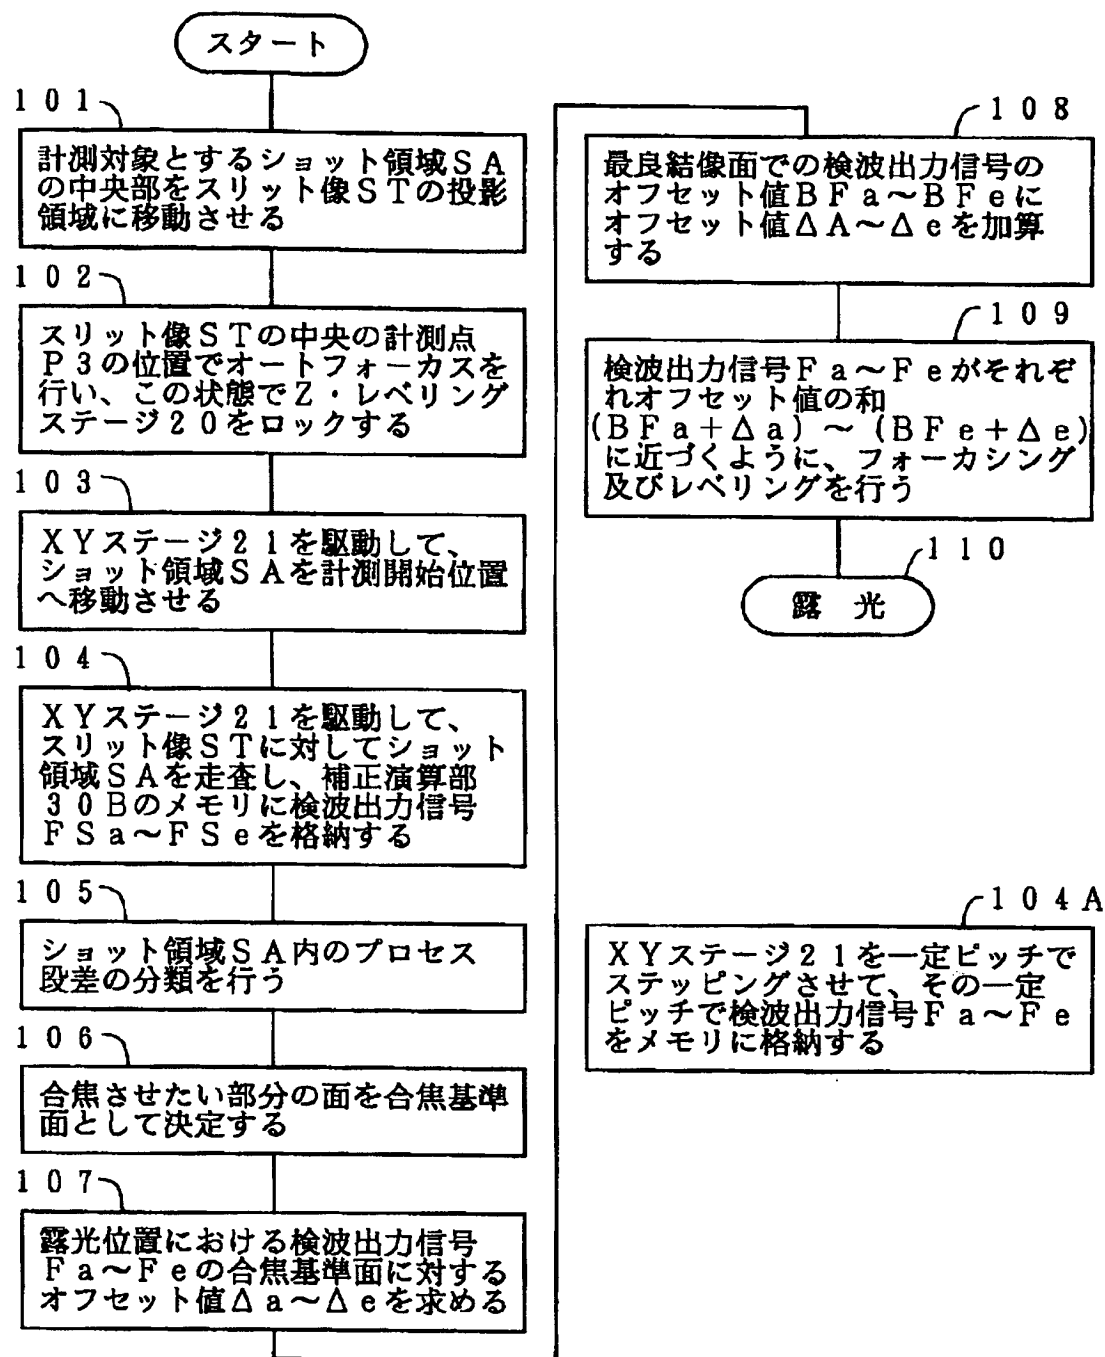 スタート
101
計測対象とするショット領域SA
の中央部をスリット像STの投影
領域に移動させる
102
スリット像STの中央の計測点
P3の位置でオートフォーカスを
行い、この状態でZ・レベリング
ステージ20をロックする
103
XYステージ21を駆動して、
ショット領域SAを計測開始位置
へ移動させる
104
XYステージ21を駆動して、
スリット像STに対してショット
領域SAを走査し、補正演算部
30Bのメモリに検波出力信号
FSa～FSeを格納する
105
ショット領域SA内のプロセス
段差の分類を行う
106
合焦させたい部分の面を合焦基準
面として決定する
107
露光位置における検波出力信号
Fa～Feの合焦基準面に対する
オフセット値Δa～Δeを求める
108
最良結像面での検波出力信号の
オフセット値BFa～BFeに
オフセット値ΔA～Δeを加算
する
109
検波出力信号Fa～Feがそれぞ
れオフセット値の和
(BFa+Δa)～(BFe+Δe)
に近づくように、フォーカシング
及びレベリングを行う
110
露 光
104A
XYステージ21を一定ピッチで
ステッピングさせて、その一定
ピッチで検波出力信号Fa～Fe
をメモリに格納する